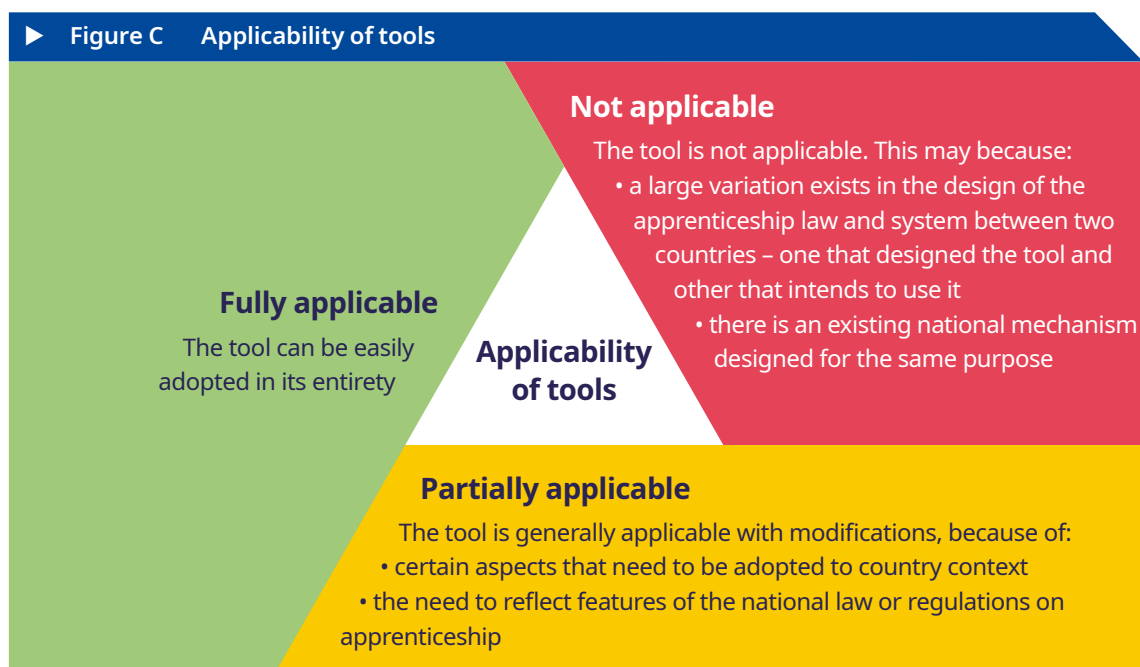 ▶ Figure C Applicability of tools
Not applicable
The tool is not applicable. This may because:
• a large variation exists in the design of the
apprenticeship law and system between two
countries – one that designed the tool and
other that intends to use it
• there is an existing national mechanism
designed for the same purpose
Fully applicable
The tool can be easily
adopted in its entirety
Applicability
of tools
Partially applicable
The tool is generally applicable with modifications, because of:
• certain aspects that need to be adopted to country context
• the need to reflect features of the national law or regulations on
apprenticeship